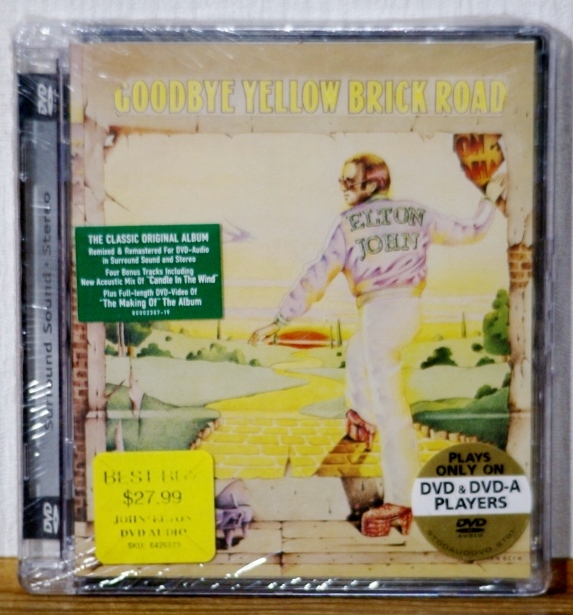 GOODBYE YELLOW BRICK ROAD
ELTON
JOHN
THE CLASSIC ORIGINAL ALBUM
Remixed & Remastered For DVD-Audio
in Surround Sound and Stereo
Four Bonus Tracks Including
New Acoustic Mix Of "Candle In The Wind"
Plus Full-length DVD-Video Of
"The Making Of" The Album
DVD
Surround Sound • Stereo
DVD
BEST BUY
$27.99
JOHN*ELTON
DVD AUDIO
PLAYS
ONLY ON
DVD & DVD-A
PLAYERS
DVD
AUDIO